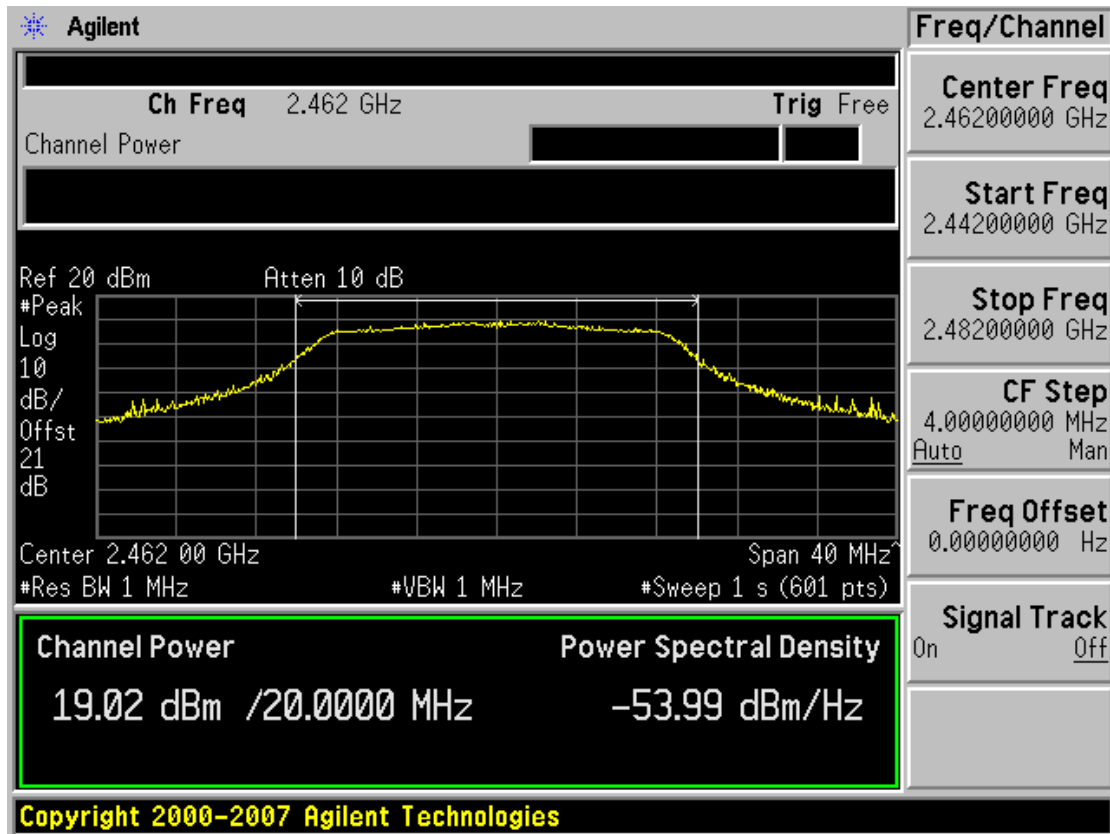 Agilent
Freq/Channel
Ch Freq 2.462 GHz Trig Free
Channel Power
Center Freq
2.46200000 GHz
Start Freq
2.44200000 GHz
Stop Freq
2.48200000 GHz
CF Step
4.00000000 MHz
Auto Man
Freq Offset
0.00000000 Hz
Signal Track
On Off
Ref 20 dBm Atten 10 dB
#Peak
Log
10
dB/
Offst
21
dB
Center 2.462 00 GHz Span 40 MHz^
#Res BW 1 MHz #VBW 1 MHz #Sweep 1 s (601 pts)
Channel Power Power Spectral Density
19.02 dBm /20.0000 MHz -53.99 dBm/Hz
Copyright 2000-2007 Agilent Technologies